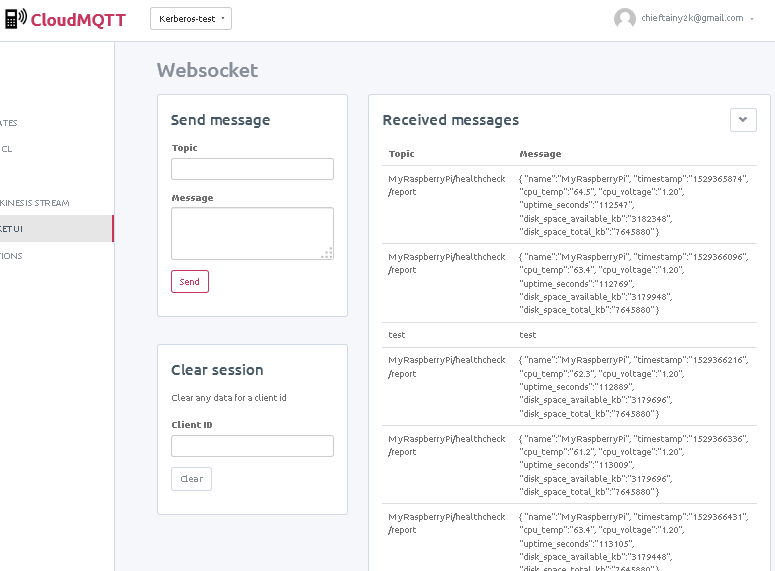 CloudMQTT
Kerberos-test
chieftainy2k@gmail.com
ATES
CL
KINESIS STREAM
KET UI
TIONS
Websocket
Send message
Topic
Message
Send
Clear session
Clear any data for a client id
Client ID
Clear
Received messages
Topic Message
MyRaspberryPi/healthcheck
/report
{ "name":"MyRaspberryPi", "timestamp":"1529365874",
"cpu_temp":"64.5", "cpu_voltage":"1.20",
"uptime_seconds":"112547",
"disk_space_available_kb":"3182348",
"disk_space_total_kb":"7645880" }
MyRaspberryPi/healthcheck
/report
{ "name":"MyRaspberryPi", "timestamp":"1529366096",
"cpu_temp":"63.4", "cpu_voltage":"1.20",
"uptime_seconds":"112769",
"disk_space_available_kb":"3179948",
"disk_space_total_kb":"7645880" }
test test
MyRaspberryPi/healthcheck
/report
{ "name":"MyRaspberryPi", "timestamp":"1529366216",
"cpu_temp":"62.3", "cpu_voltage":"1.20",
"uptime_seconds":"112889",
"disk_space_available_kb":"3179696",
"disk_space_total_kb":"7645880" }
MyRaspberryPi/healthcheck
/report
{ "name":"MyRaspberryPi", "timestamp":"1529366336",
"cpu_temp":"61.2", "cpu_voltage":"1.20",
"uptime_seconds":"113009",
"disk_space_available_kb":"3179696",
"disk_space_total_kb":"7645880" }
MyRaspberryPi/healthcheck
/report
{ "name":"MyRaspberryPi", "timestamp":"1529366431",
"cpu_temp":"63.4", "cpu_voltage":"1.20",
"uptime_seconds":"113105",
"disk_space_available_kb":"3179448",
"disk_space_total_kb":"7645880" }